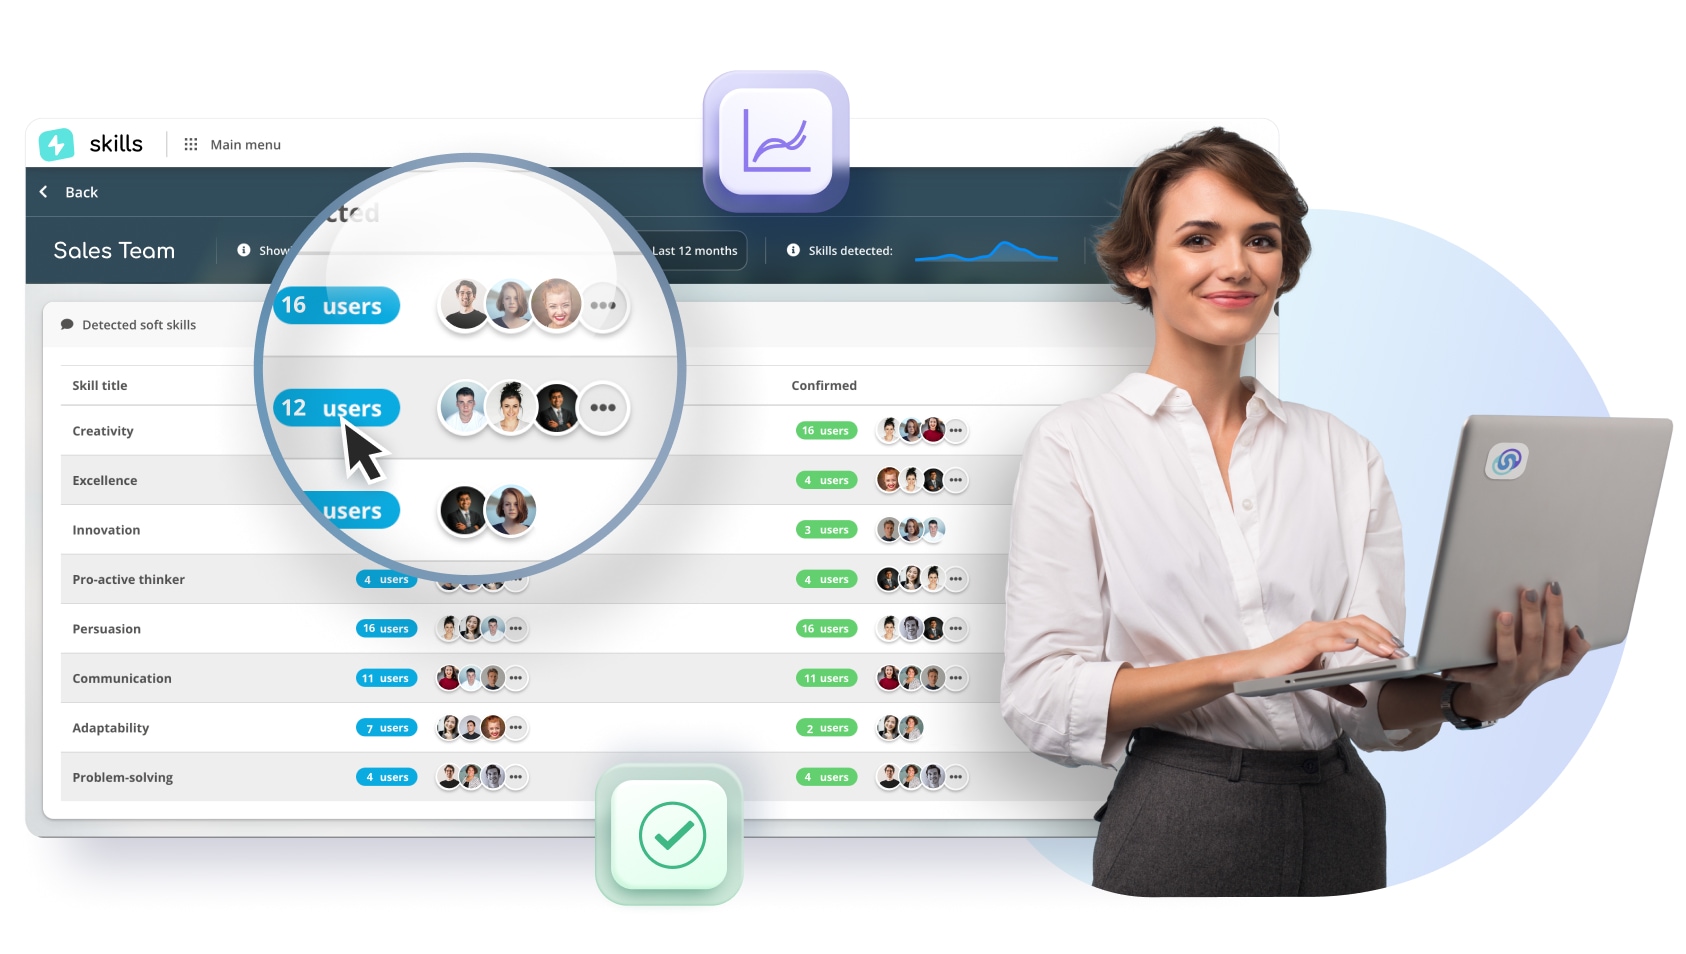 skills
Main menu
Back
Sales Team
Last 12 months
Skills detected:
Detected soft skills
16 users
12 users
users
Skill title
Confirmed
Creativity
16 users
Excellence
4 users
Innovation
3 users
Pro-active thinker
4 users
4 users
Persuasion
16 users
16 users
Communication
11 users
11 users
Adaptability
7 users
2 users
Problem-solving
4 users
4 users